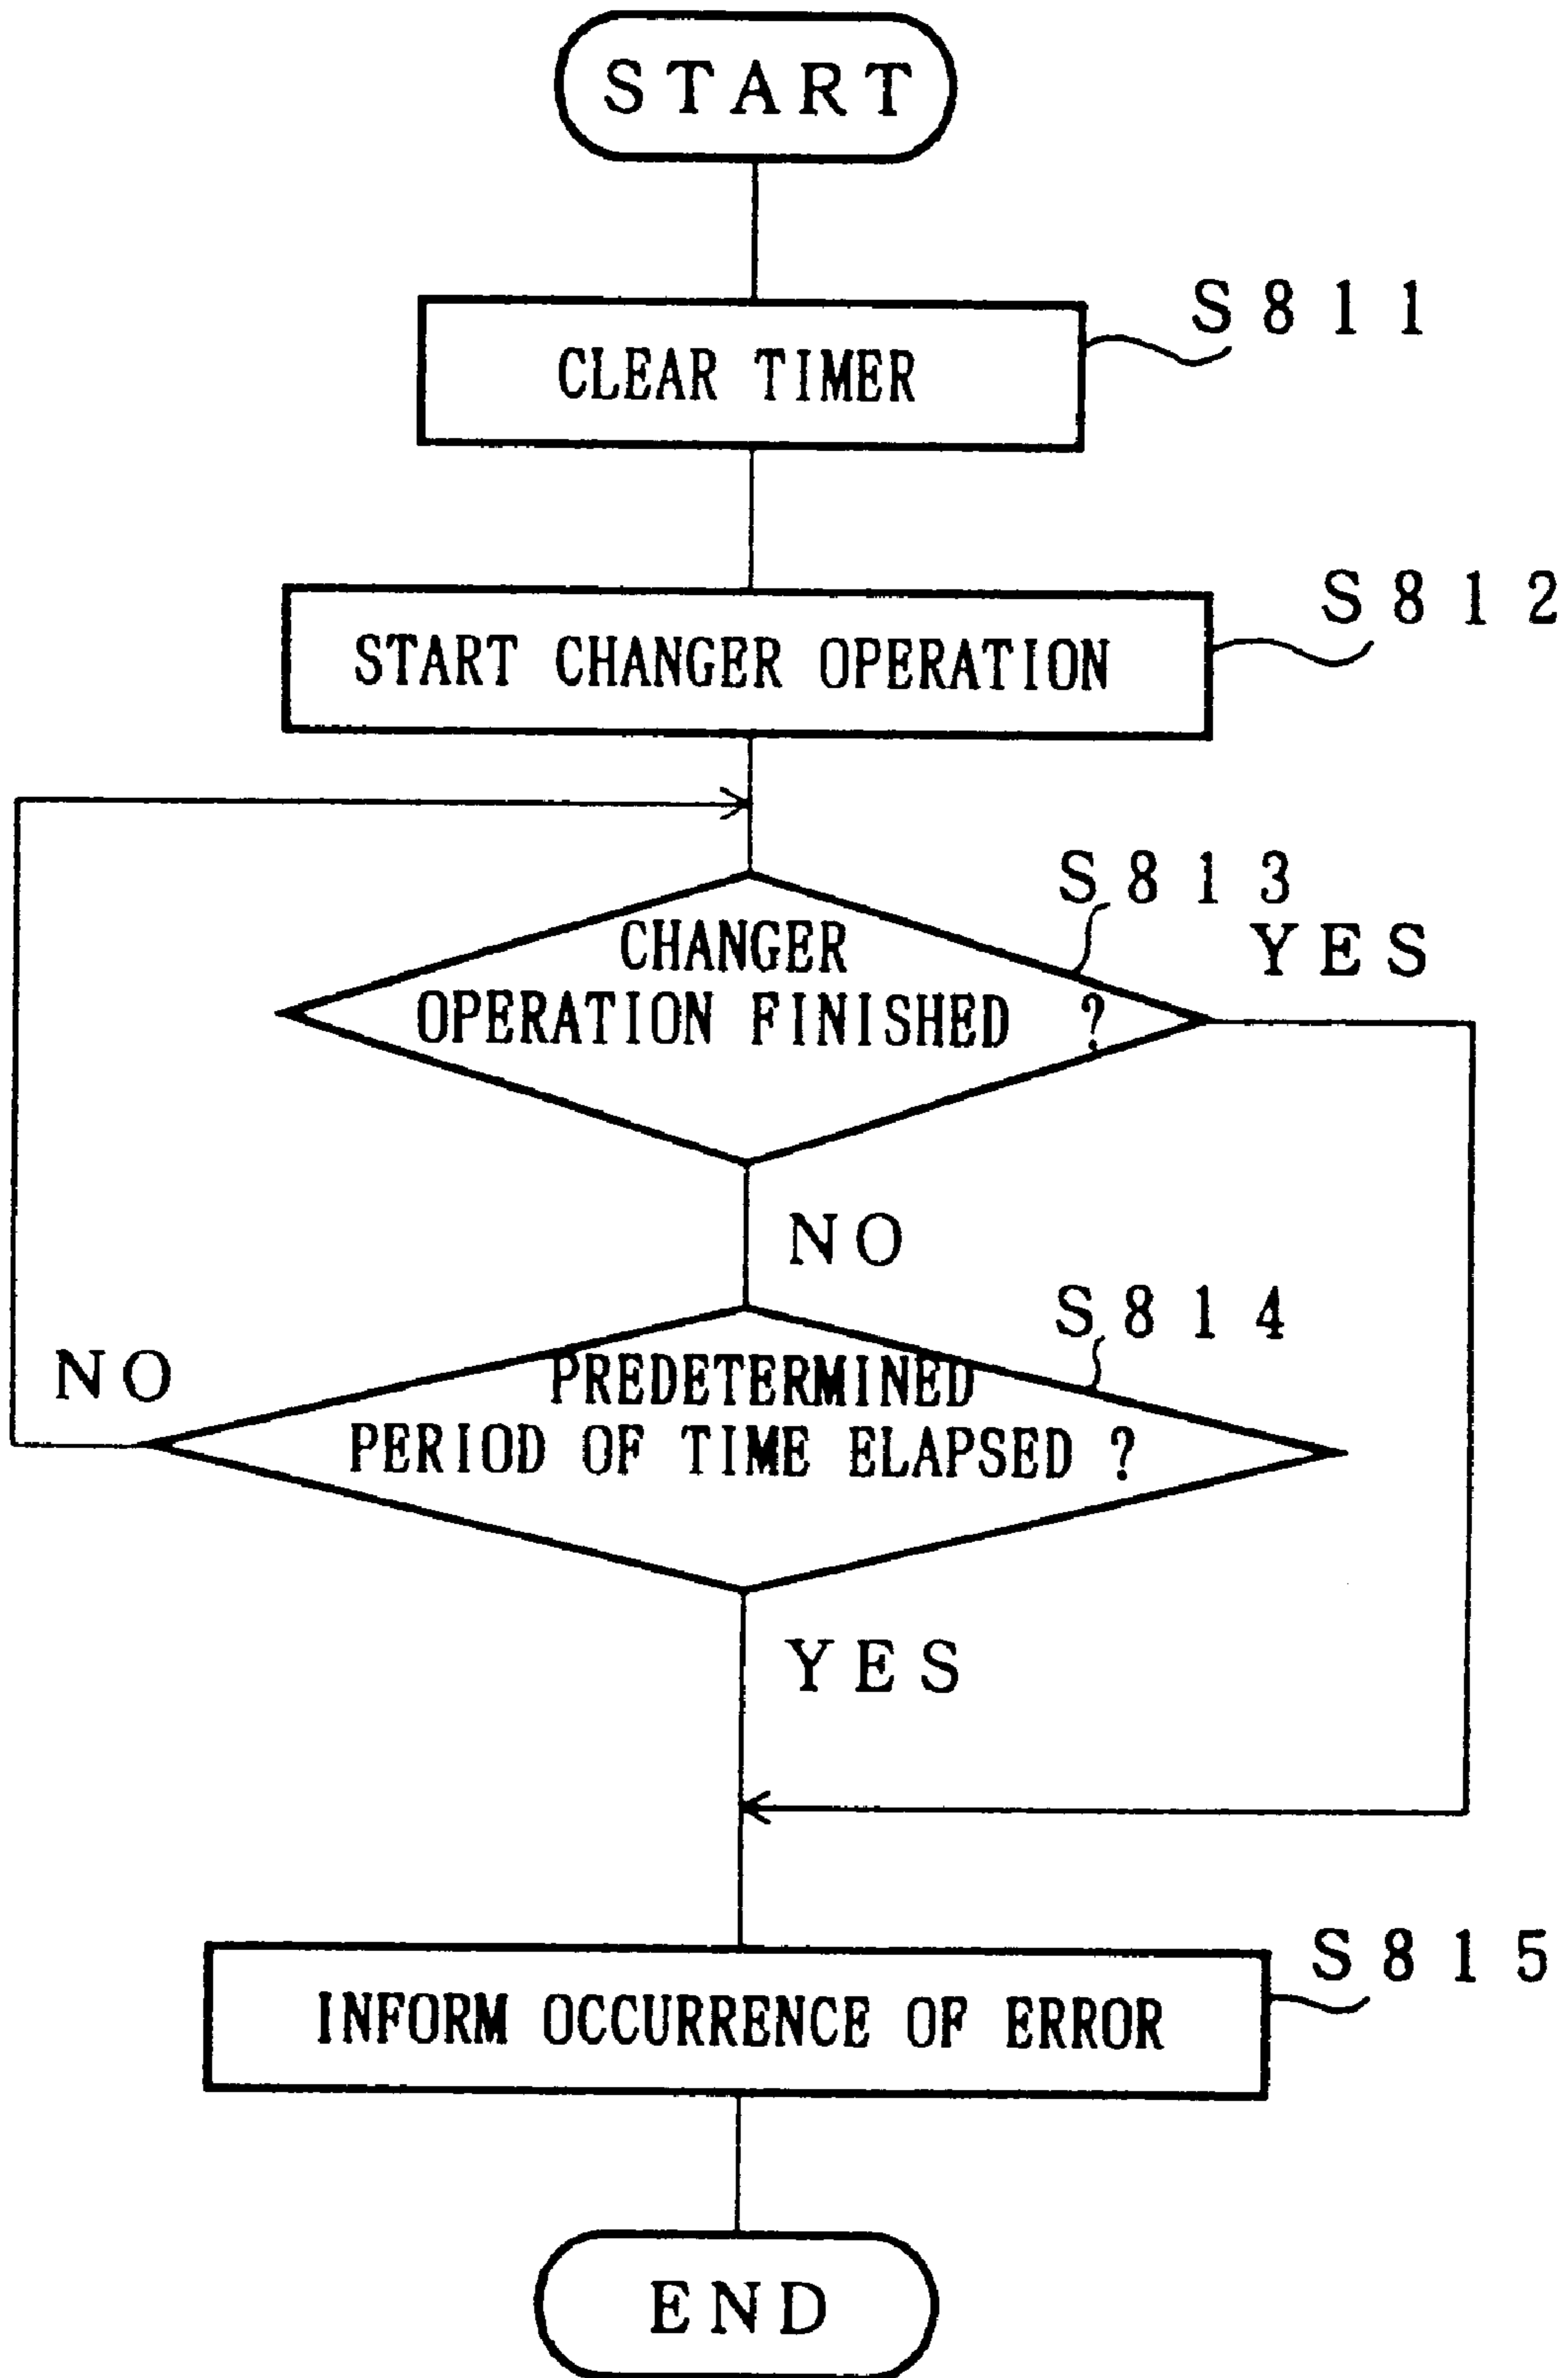 START
S811
CLEAR TIMER
S812
START CHANGER OPERATION
S813
YES
CHANGER
OPERATION FINISHED ?
NO
S814
NO
PREDETERMINED
PERIOD OF TIME ELAPSED ?
YES
S815
INFORM OCCURRENCE OF ERROR
END